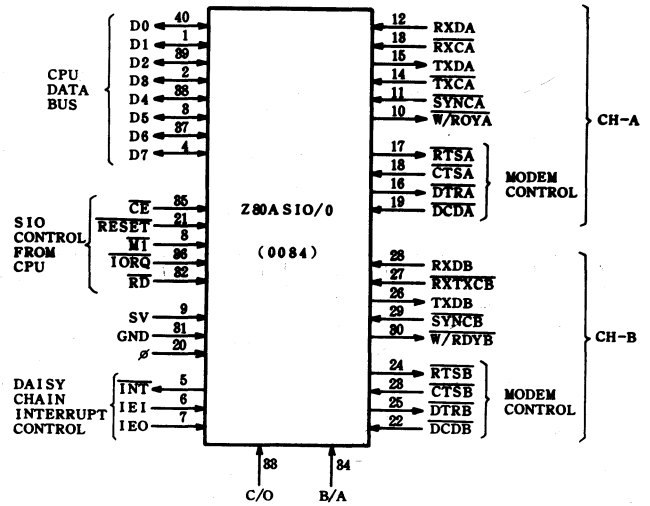 CPU
DATA
BUS
D0 40
D1 1
D2 39
D8 2
D4 38
D5 3
D6 37
D7 4
SIO
CONTROL
FROM
CPU
CE 35
RESET 21
MI 8
IORQ 36
RD 32
SV 9
GND 31
ø 20
DAISY
CHAIN
INTERRUPT
CONTROL
INT 5
IEI 6
IEO 7
Z80ASIO/0
(0084)
33
C/O
34
B/A
12 RXDA
13 RXCA
15 TXDA
14 TXCA
11 SYNCA
10 W/ROYA
17 RTSA
18 CTSA
16 DTRA
19 DCDA
MODEM
CONTROL
CH-A
28 RXDB
27 RXTXCB
26 TXDB
29 SYNCB
30 W/RDYB
24 RTSB
23 CTSB
25 DTRB
22 DCDB
MODEM
CONTROL
CH-B